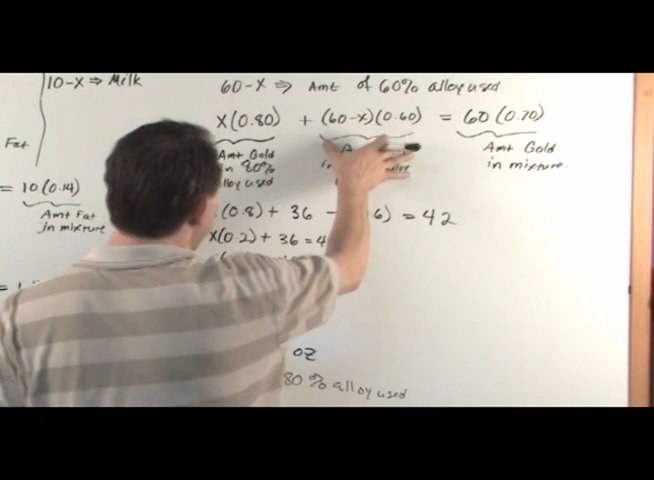 10-x ⇒ Milk
Fat
= 10(0.14)
Amt Fat
in mixture
60-x ⇒ Amt of 60% alloy used
x(0.80) + (60-x)(0.60) = 60(0.70)
Amt Gold
in 80%
alloy used
Amt Gold
in mixture.
(0.8) + 36 - .6) = 42
x(0.2) + 36 = 4
oz
80% alloy used